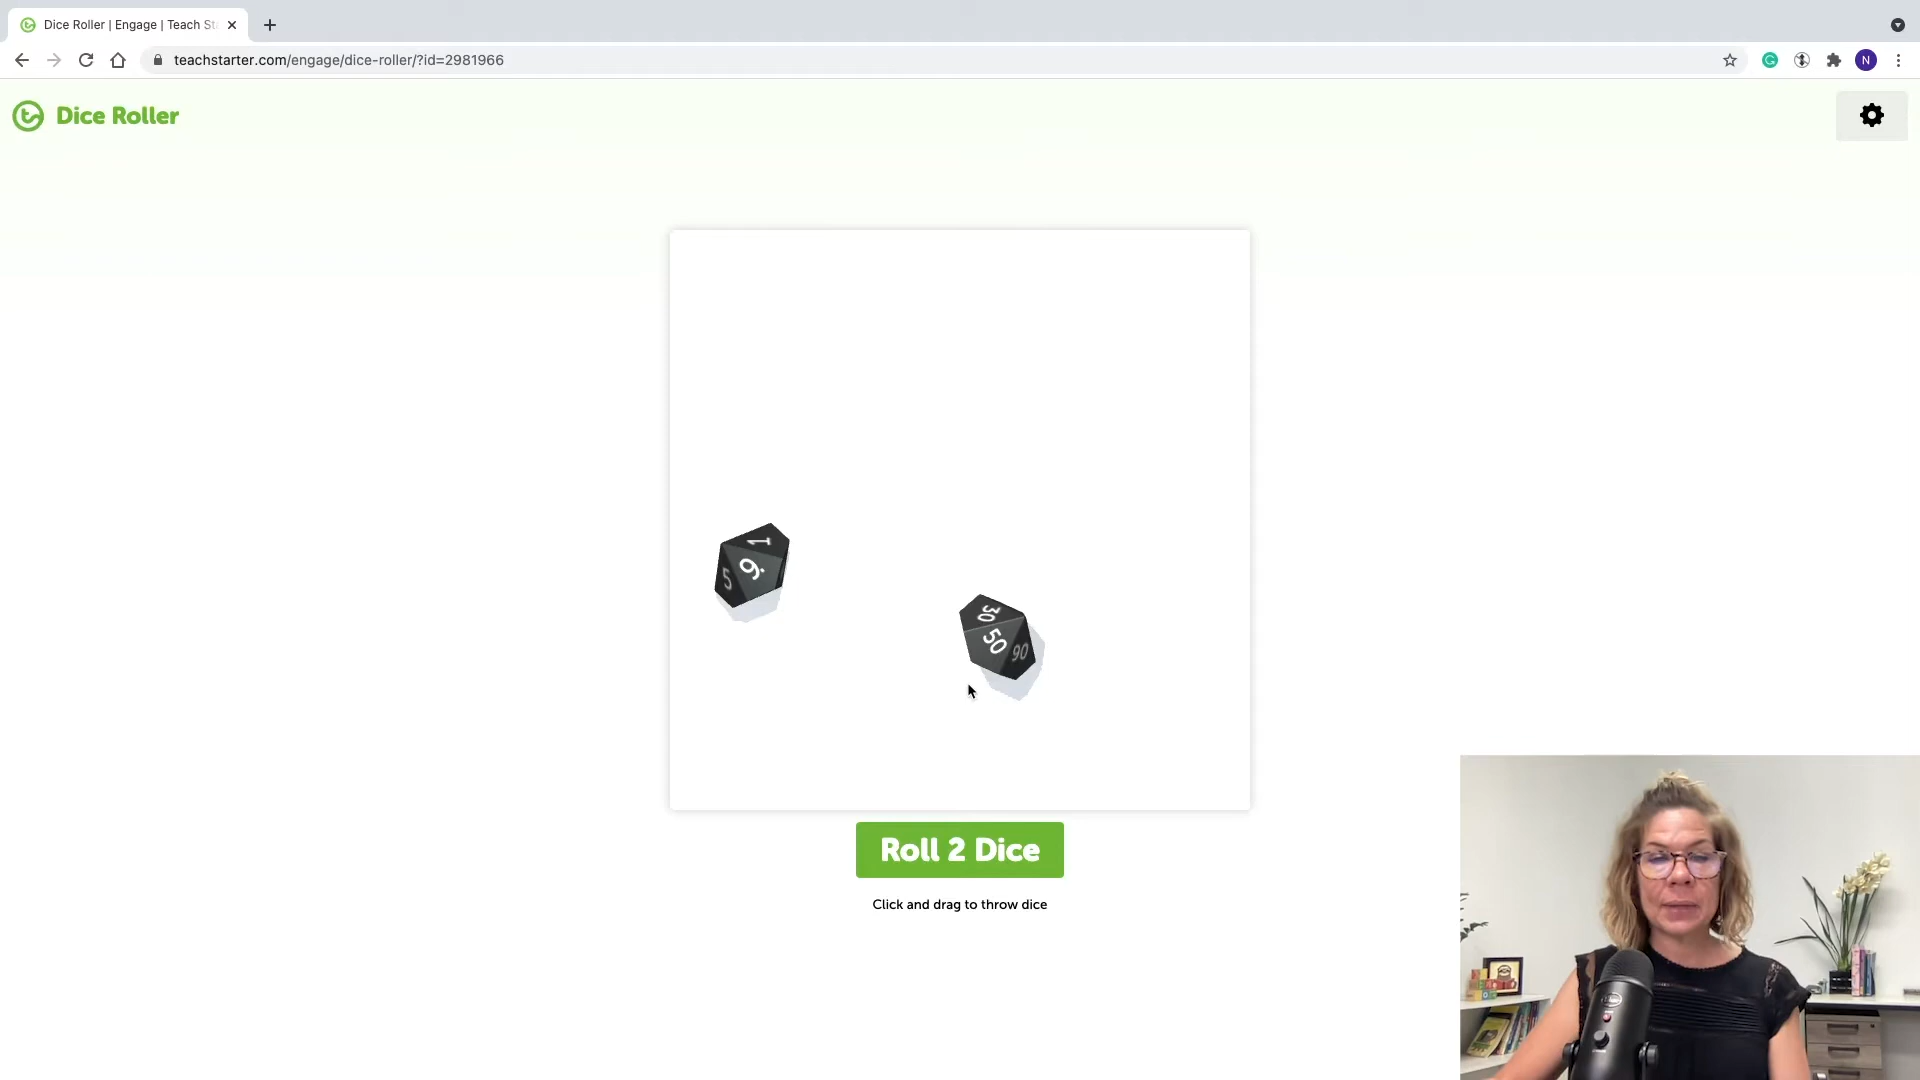 Dice Roller | Engage | Teach St
teachstarter.com/engage/dice-roller/?id=2981966
N
Dice Roller
1
5
9.
30
50
90
Roll 2 Dice
Click and drag to throw dice